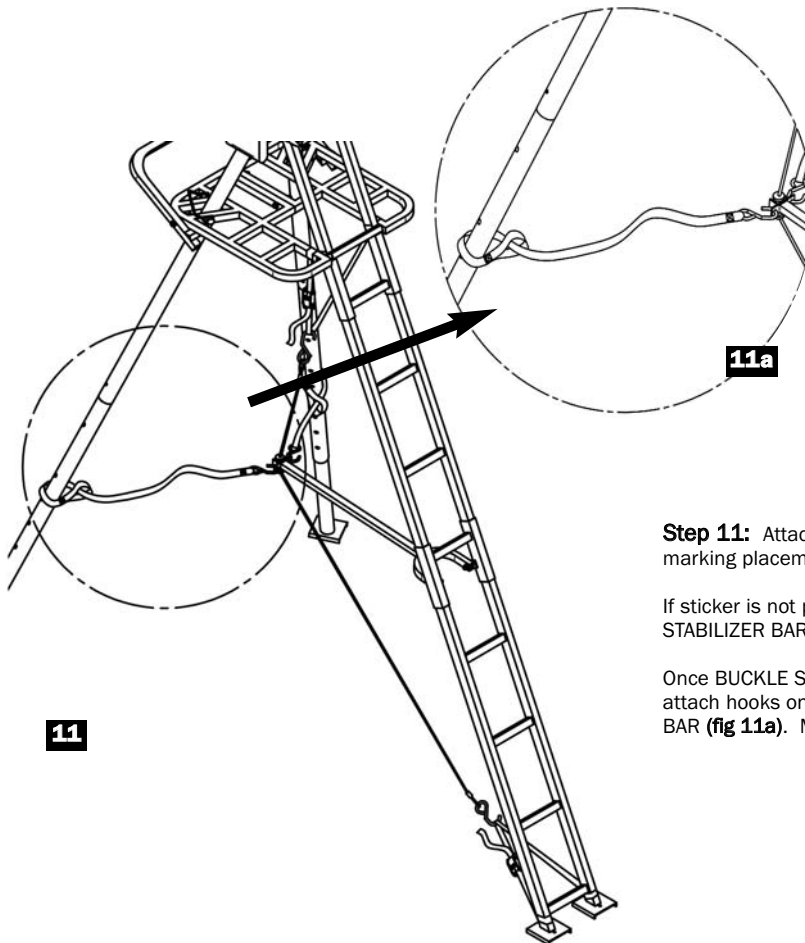 11a
Step 11: Attac
marking placem
If sticker is not p
STABILIZER BAR
Once BUCKLE S
attach hooks on
BAR (fig 11a). M
11